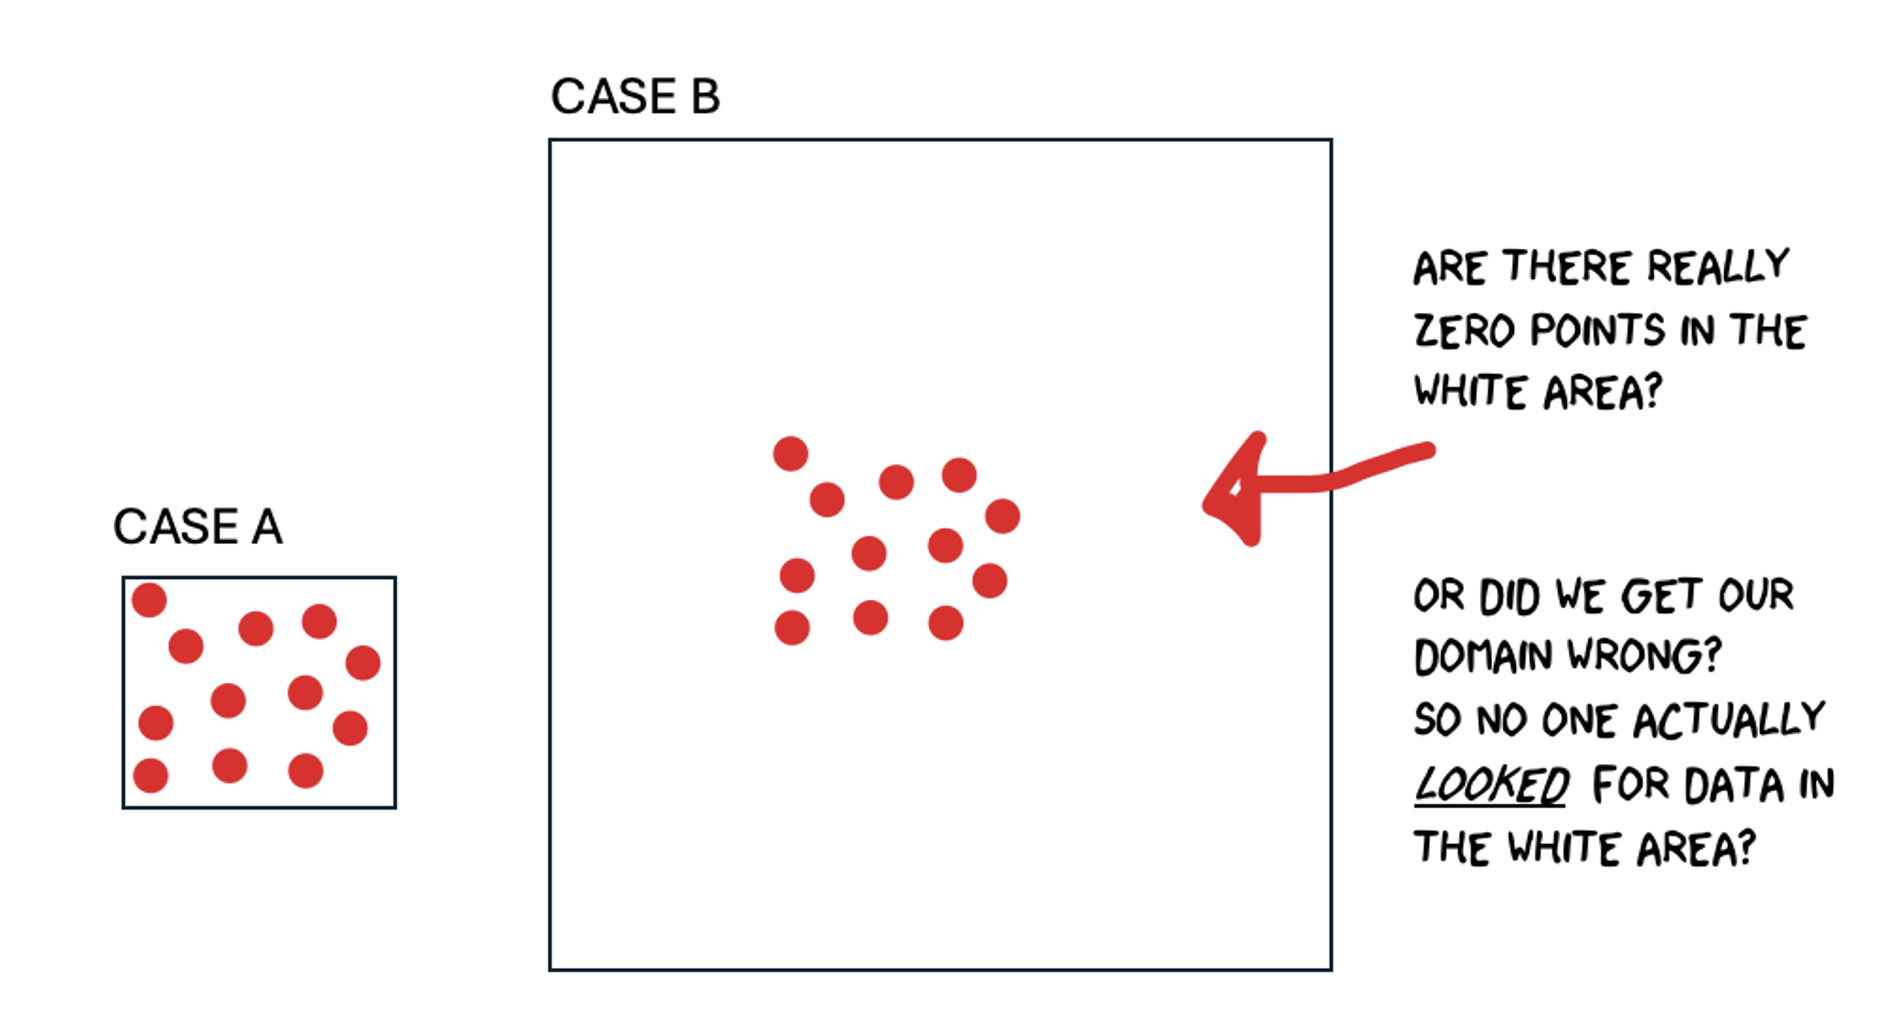 CASE B
CASE A
ARE THERE REALLY
ZERO POINTS IN THE
WHITE AREA?
OR DID WE GET OUR
DOMAIN WRONG?
SO NO ONE ACTUALLY
LOOKED FOR DATA IN
THE WHITE AREA?